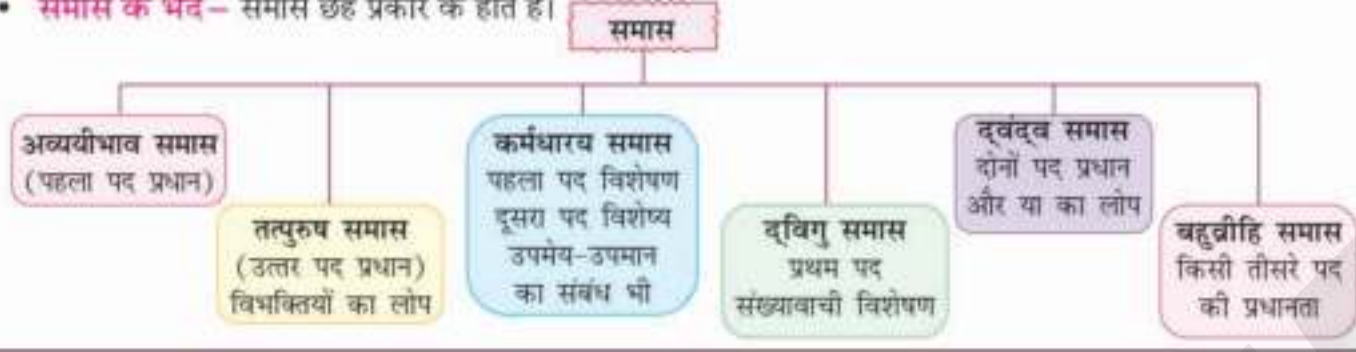 • समास के भेद– समास छह प्रकार के होते हैं।
समास
अव्ययीभाव समास
(पहला पद प्रधान)
तत्पुरुष समास
(उत्तर पद प्रधान)
विभक्तियों का लोप
कर्मधारय समास
पहला पद विशेषण
दूसरा पद विशेष्य
उपमेय-उपमान
का संबंध भी
द्विगु समास
प्रथम पद
संख्यावाची विशेषण
द्वंद्व समास
दोनों पद प्रधान
और या का लोप
बहुव्रीहि समास
किसी तीसरे पद
की प्रधानता